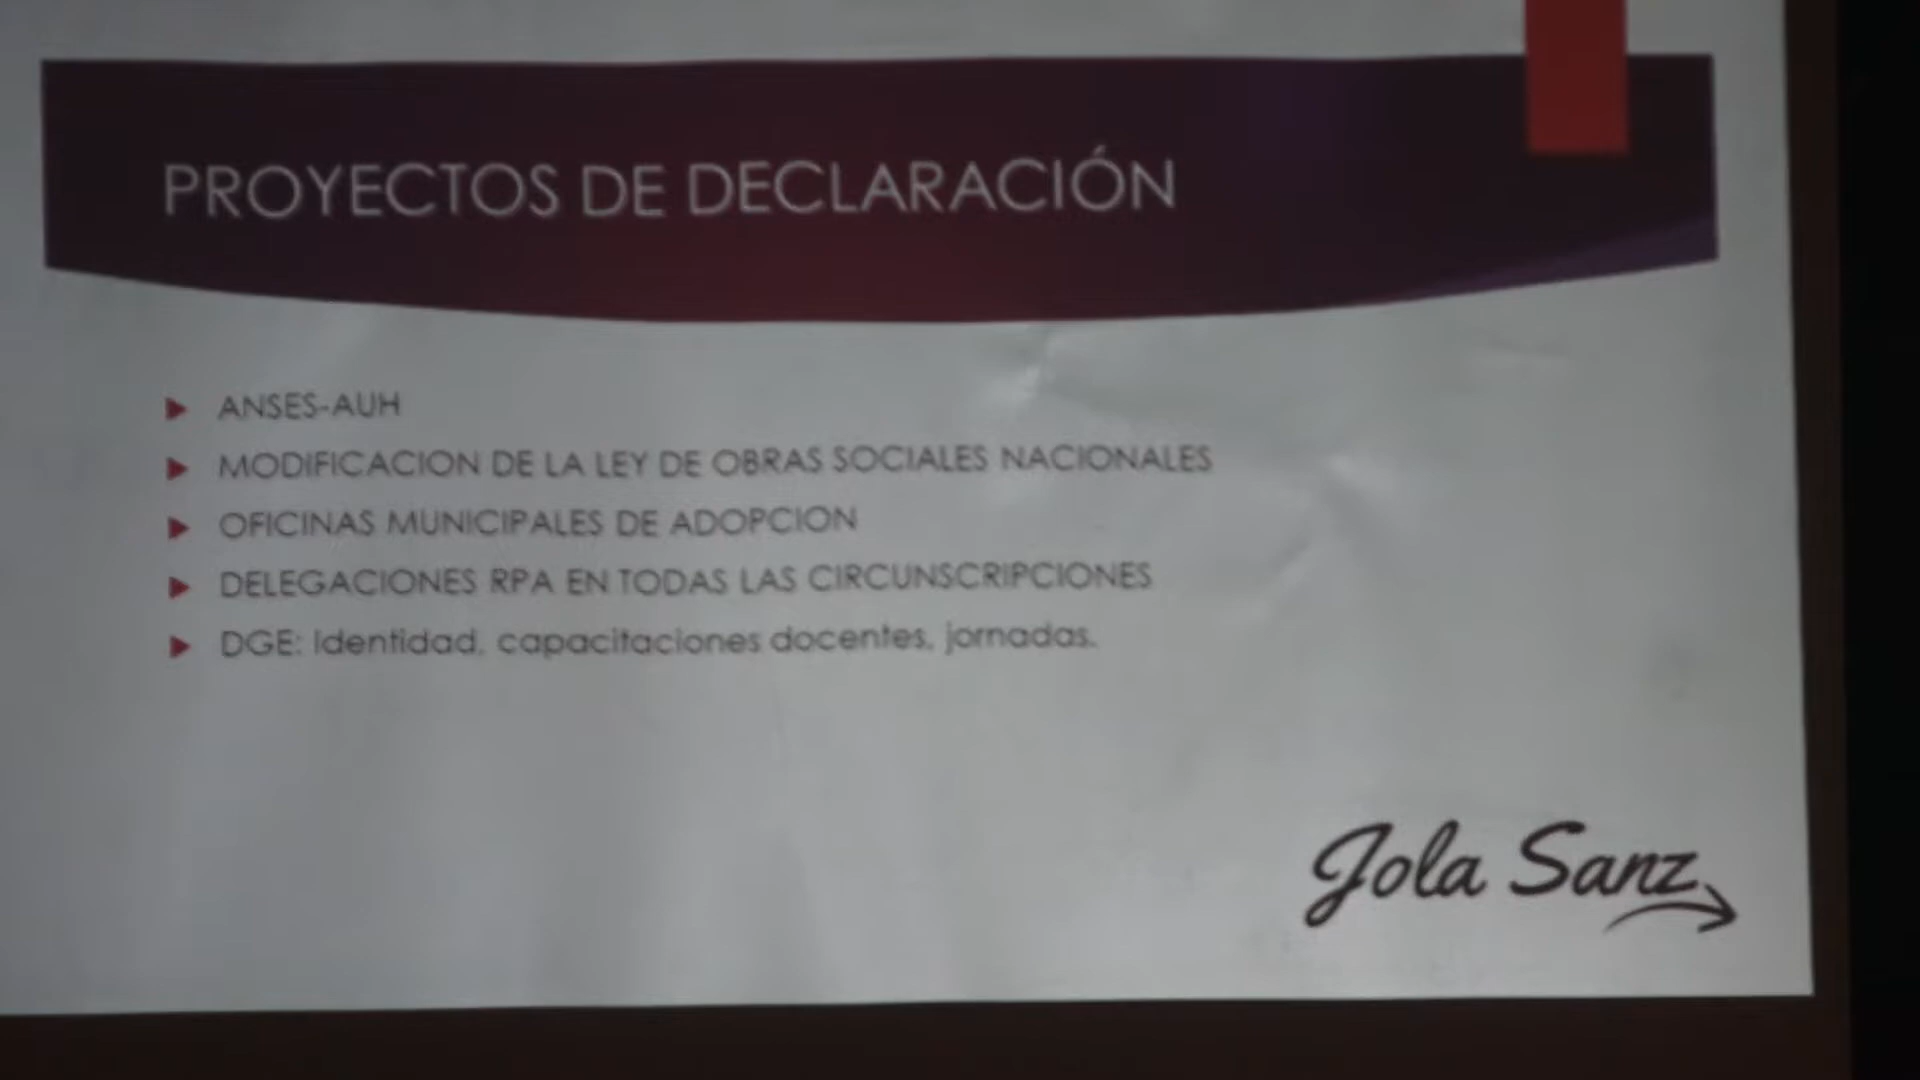 PROYECTOS DE DECLARACIÓN
ANSES-AUH
MODIFICACION DE LA LEY DE OBRAS SOCIALES NACIONALES
OFICINAS MUNICIPALES DE ADOPCION
DELEGACIONES RPA EN TODAS LAS CIRCUNSCRIPCIONES
DGE: Identidad, capacitaciones docentes, jornadas.
Jola Sanz